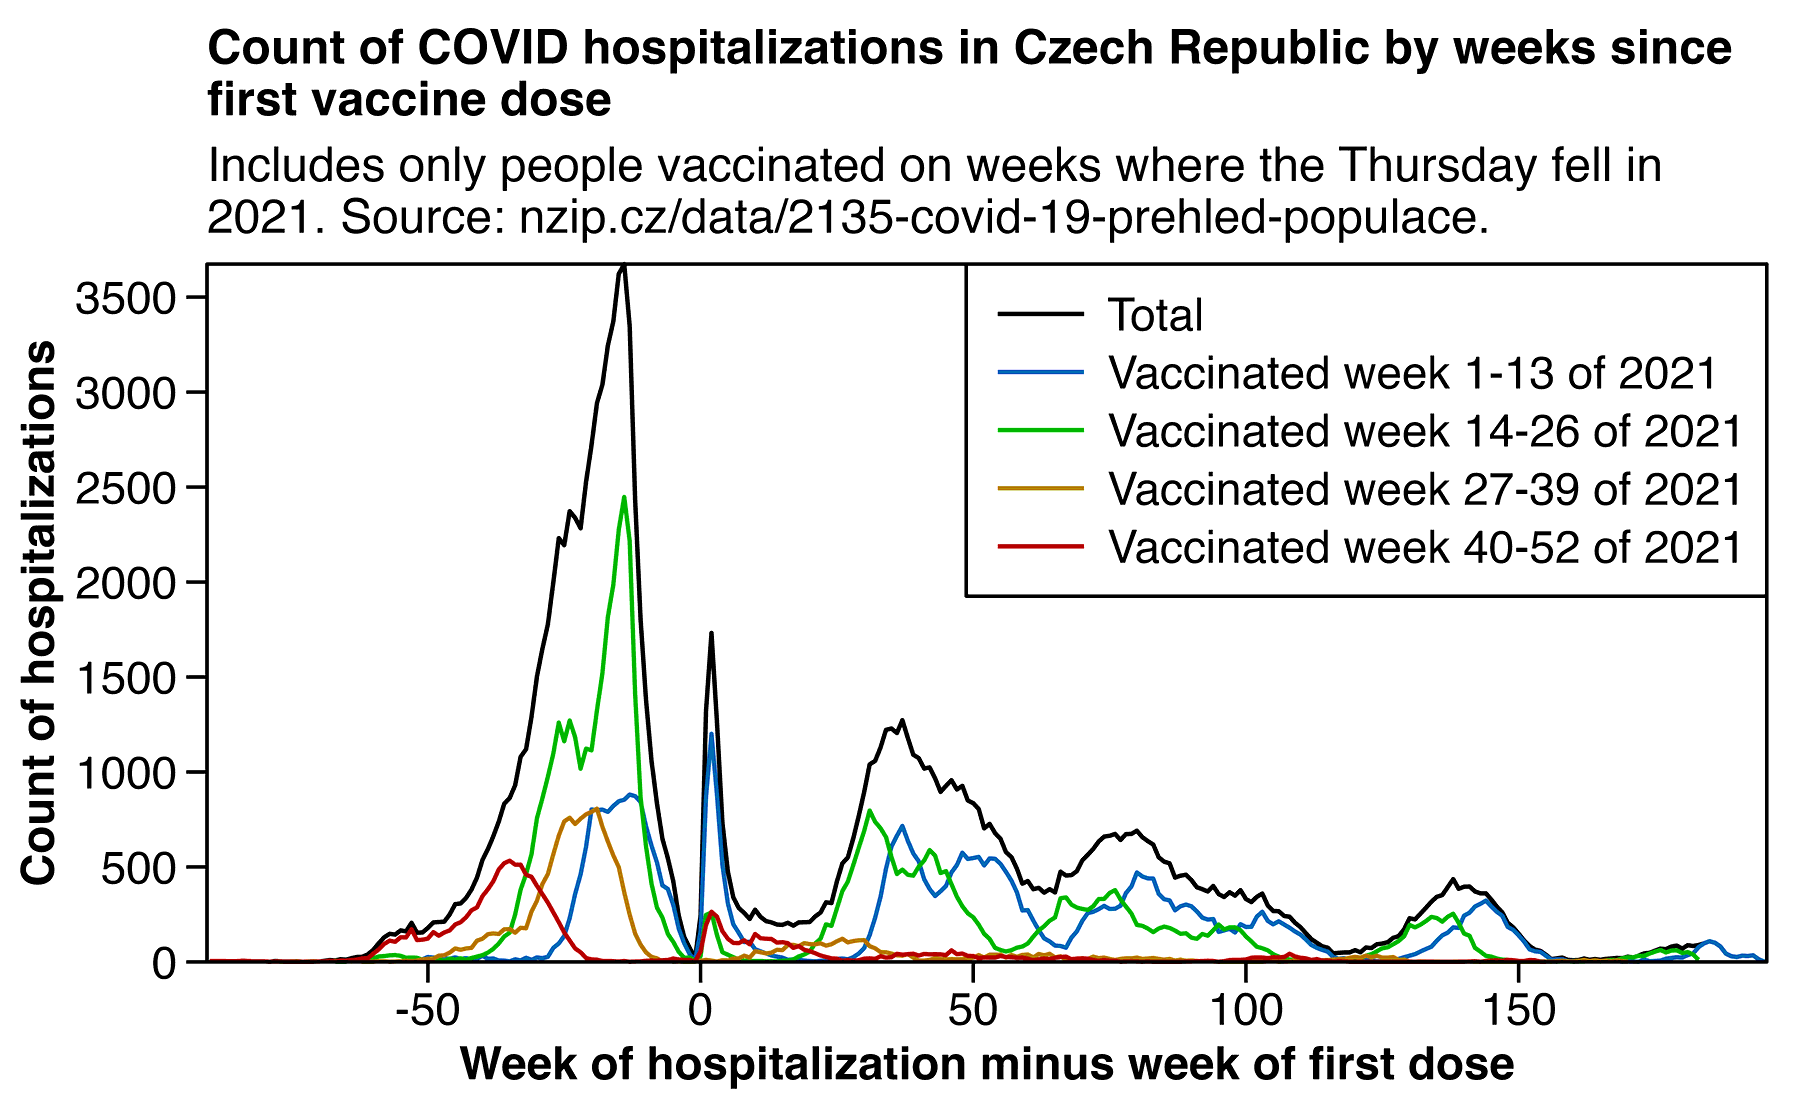 Count of COVID hospitalizations in Czech Republic by weeks since
first vaccine dose
Includes only people vaccinated on weeks where the Thursday fell in
2021. Source: nzip.cz/data/2135-covid-19-prehled-populace.
Total
Vaccinated week 1-13 of 2021
Vaccinated week 14-26 of 2021
Vaccinated week 27-39 of 2021
Vaccinated week 40-52 of 2021
Count of hospitalizations
3500
3000
2500
2000
1500
1000
500
0
-50
0
50
100
150
Week of hospitalization minus week of first dose